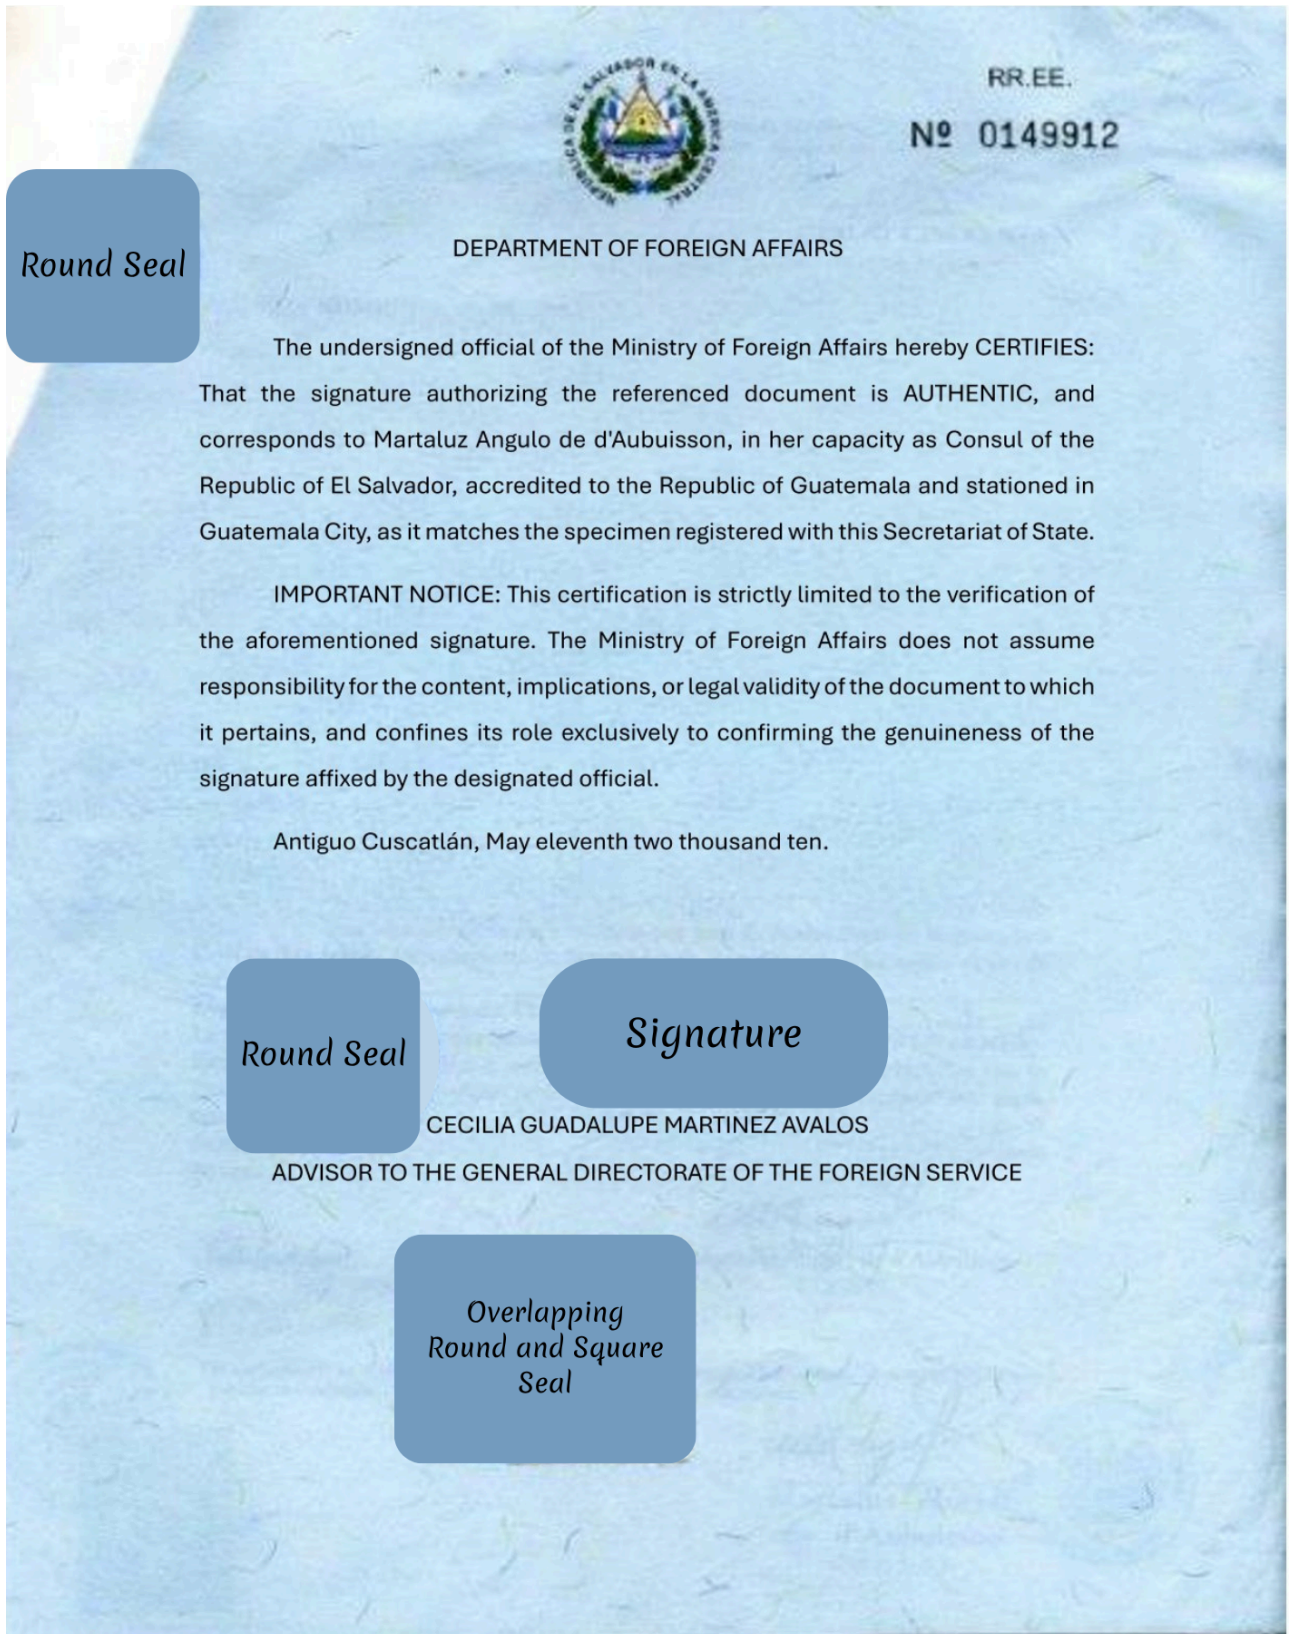 REPUBLICA DE EL SALVADOR EN LA AMERICA CENTRAL
RR.EE.
Nº 0149912
Round Seal
DEPARTMENT OF FOREIGN AFFAIRS
The undersigned official of the Ministry of Foreign Affairs hereby CERTIFIES:
That the signature authorizing the referenced document is AUTHENTIC, and
corresponds to Martaluz Angulo de d'Aubuisson, in her capacity as Consul of the
Republic of El Salvador, accredited to the Republic of Guatemala and stationed in
Guatemala City, as it matches the specimen registered with this Secretariat of State.
IMPORTANT NOTICE: This certification is strictly limited to the verification of
the aforementioned signature. The Ministry of Foreign Affairs does not assume
responsibility for the content, implications, or legal validity of the document to which
it pertains, and confines its role exclusively to confirming the genuineness of the
signature affixed by the designated official.
Antiguo Cuscatlán, May eleventh two thousand ten.
Round Seal
Signature
CECILIA GUADALUPE MARTINEZ AVALOS
ADVISOR TO THE GENERAL DIRECTORATE OF THE FOREIGN SERVICE
Overlapping
Round and Square
Seal